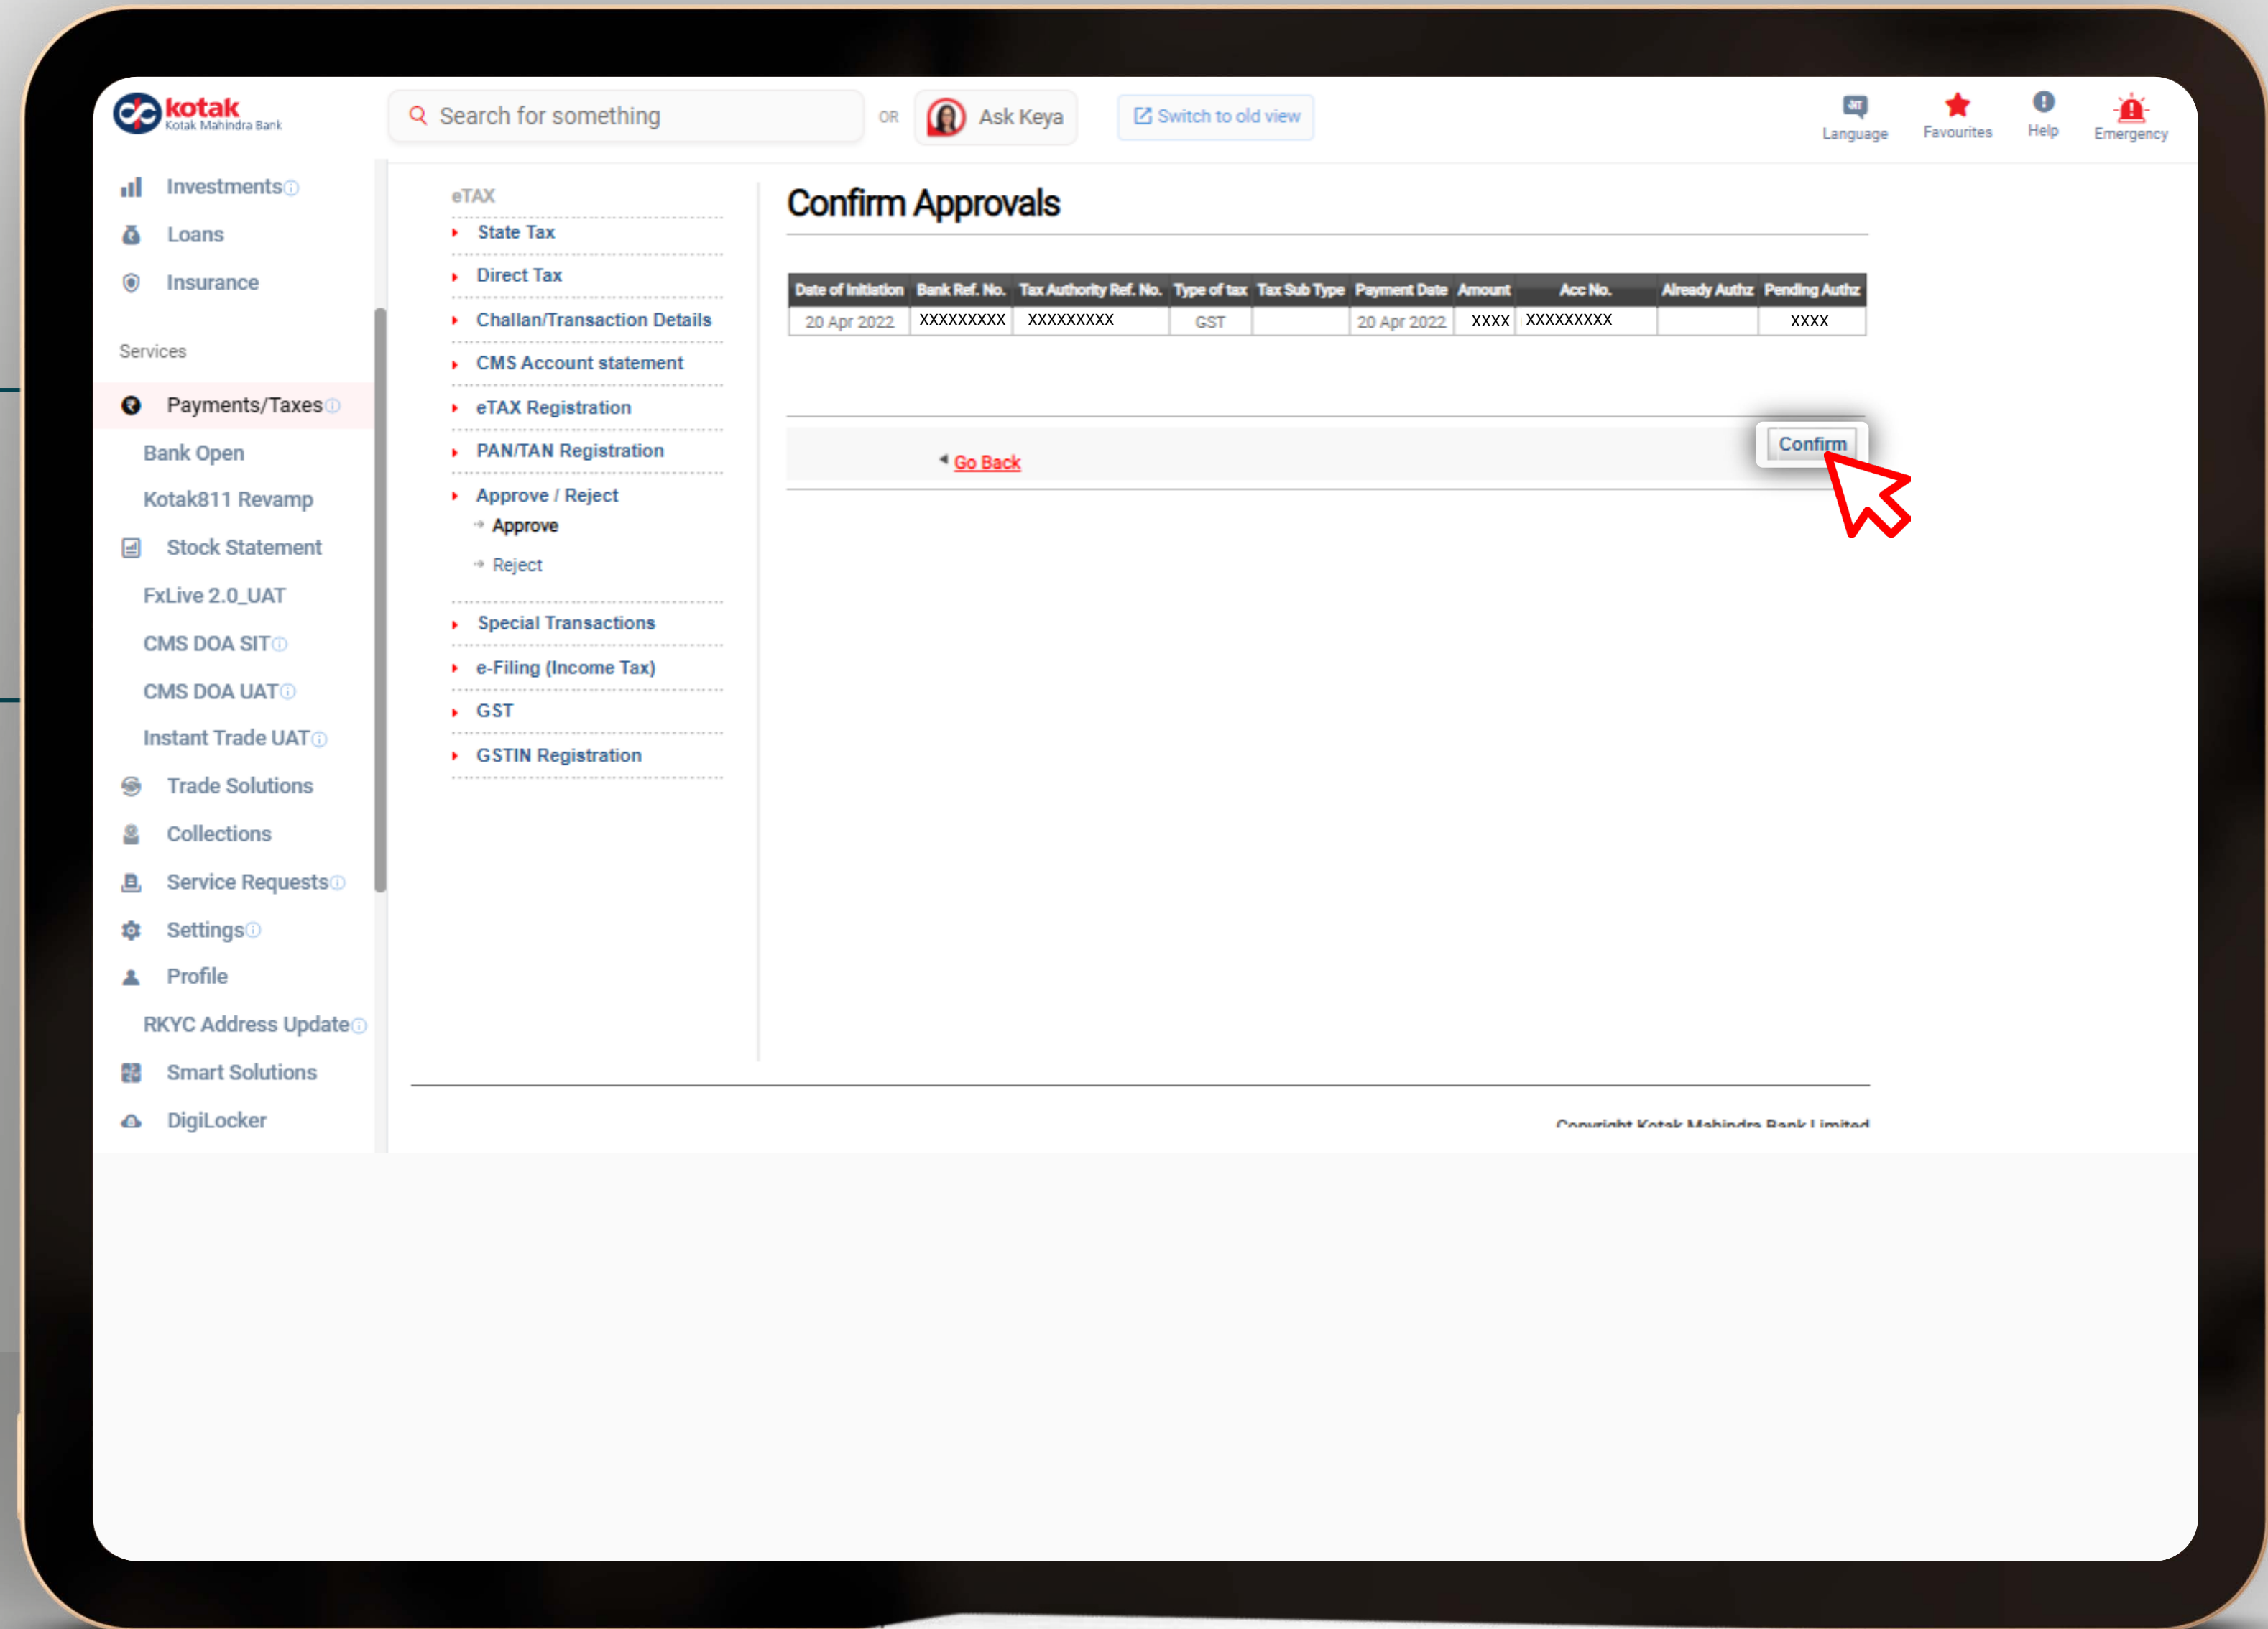 kotak
Kotak Mahindra Bank
Search for something
OR
Ask Keya
Switch to old view
अा
Language
Favourites
Help
Emergency
Investments
Loans
Insurance
Services
Payments/Taxes
Bank Open
Kotak811 Revamp
Stock Statement
FxLive 2.0_UAT
CMS DOA SIT
CMS DOA UAT
Instant Trade UAT
Trade Solutions
Collections
Service Requests
Settings
Profile
RKYC Address Update
Smart Solutions
DigiLocker
eTAX
State Tax
Direct Tax
Challan/Transaction Details
CMS Account statement
eTAX Registration
PAN/TAN Registration
Approve / Reject
Approve
Reject
Special Transactions
e-Filing (Income Tax)
GST
GSTIN Registration
Confirm Approvals
Date of Initiation Bank Ref. No. Tax Authority Ref. No. Type of tax Tax Sub Type Payment Date Amount Acc No. Already Authz Pending Authz
20 Apr 2022 XXXXXXXXX XXXXXXXXX GST 20 Apr 2022 XXXX XXXXXXXXX XXXX
Go Back
Confirm
Copyright Kotak Mahindra Bank Limited